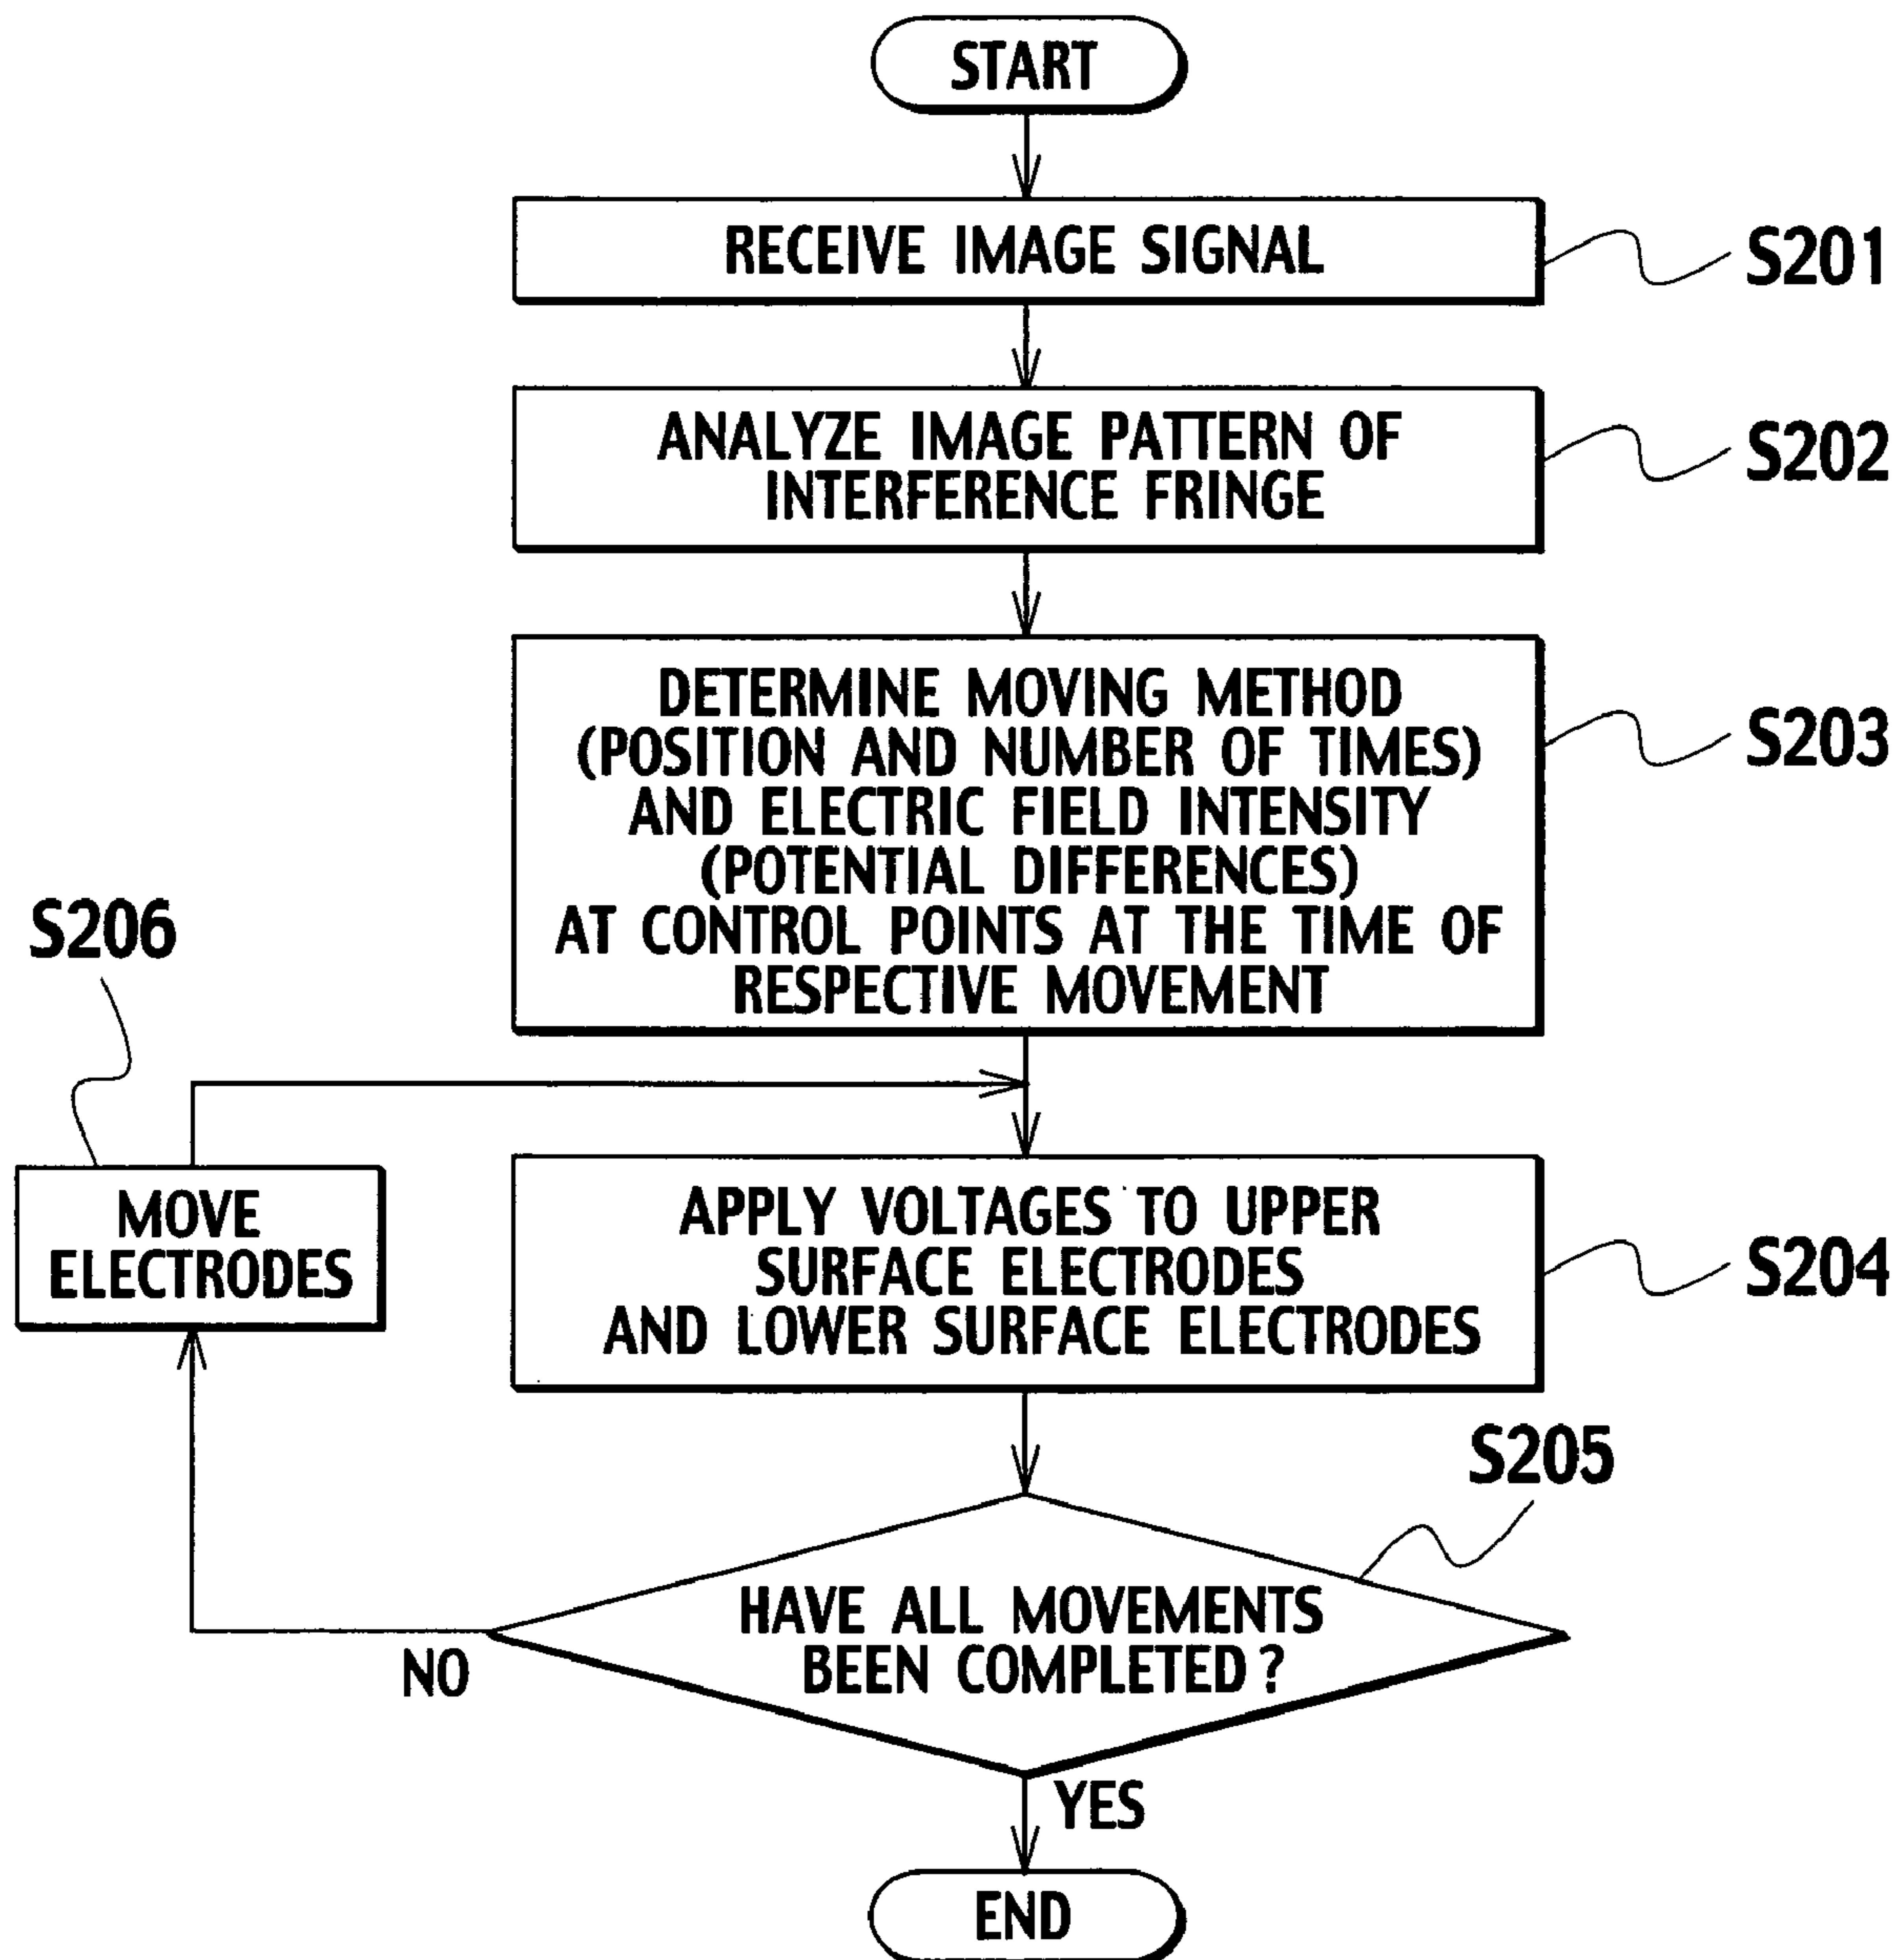 START
RECEIVE IMAGE SIGNAL
S201
ANALYZE IMAGE PATTERN OF
INTERFERENCE FRINGE
S202
DETERMINE MOVING METHOD
(POSITION AND NUMBER OF TIMES)
AND ELECTRIC FIELD INTENSITY
(POTENTIAL DIFFERENCES)
AT CONTROL POINTS AT THE TIME OF
RESPECTIVE MOVEMENT
S203
S206
MOVE
ELECTRODES
APPLY VOLTAGES TO UPPER
SURFACE ELECTRODES
AND LOWER SURFACE ELECTRODES
S204
S205
HAVE ALL MOVEMENTS
BEEN COMPLETED?
NO
YES
END